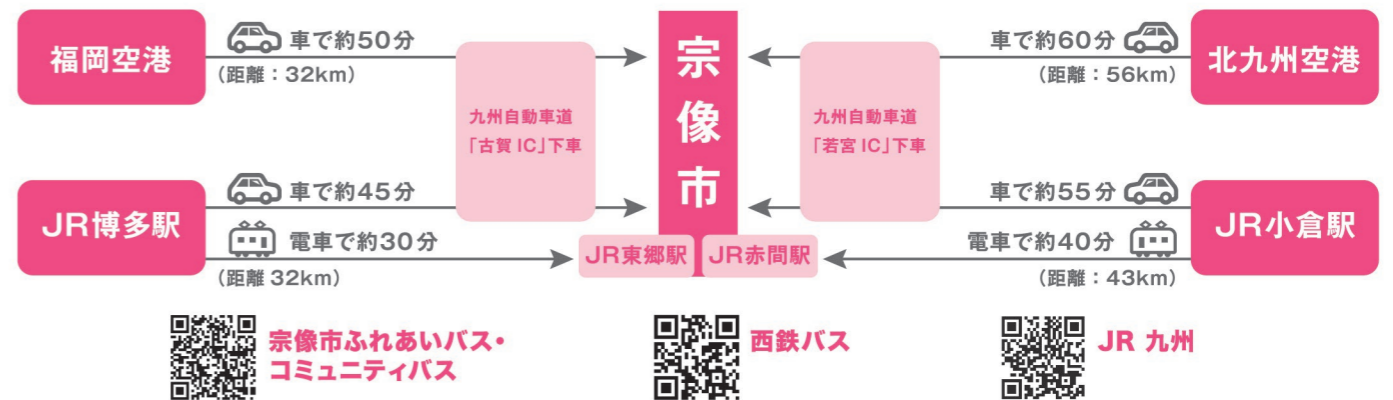 福岡空港
車で約50分
（距離：32km）
九州自動車道
「古賀 IC」下車
宗像市
九州自動車道
「若宮 IC」下車
車で約60分
（距離：56km）
北九州空港
JR博多駅
車で約45分
電車で約30分
（距離 32km）
JR東郷駅
JR赤間駅
車で約55分
電車で約40分
（距離：43km）
JR小倉駅
宗像市ふれあいバス・
コミュニティバス
西鉄バス
JR 九州